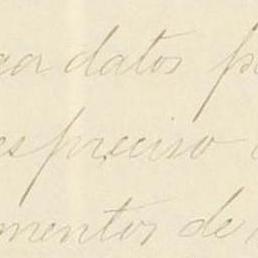 datos
es preciso
mentos de